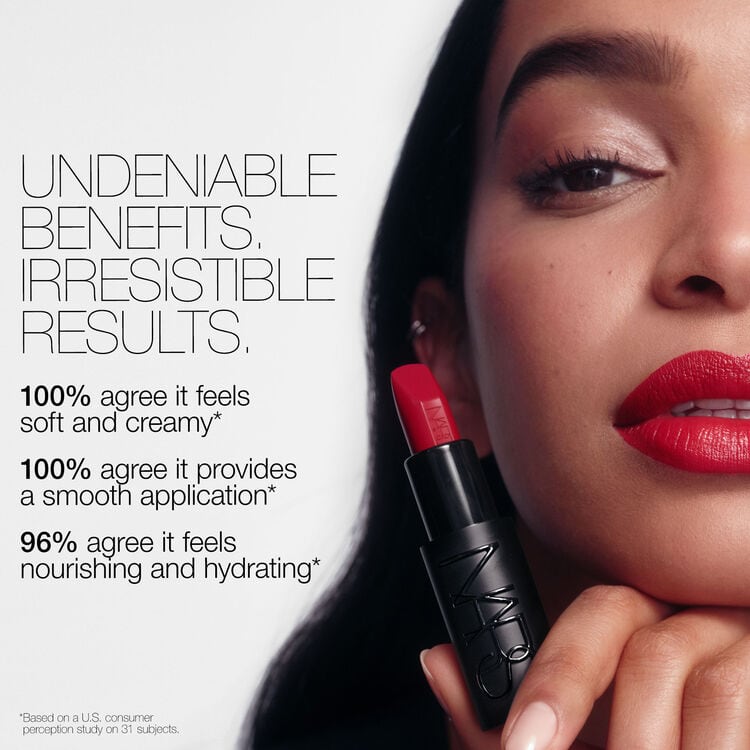 UNDENIABLE
BENEFITS.
IRRESISTIBLE
RESULTS.
100% agree it feels
soft and creamy*
100% agree it provides
a smooth application*
96% agree it feels
nourishing and hydrating*
NARS
NARS
*Based on a U.S. consumer
perception study on 31 subjects.